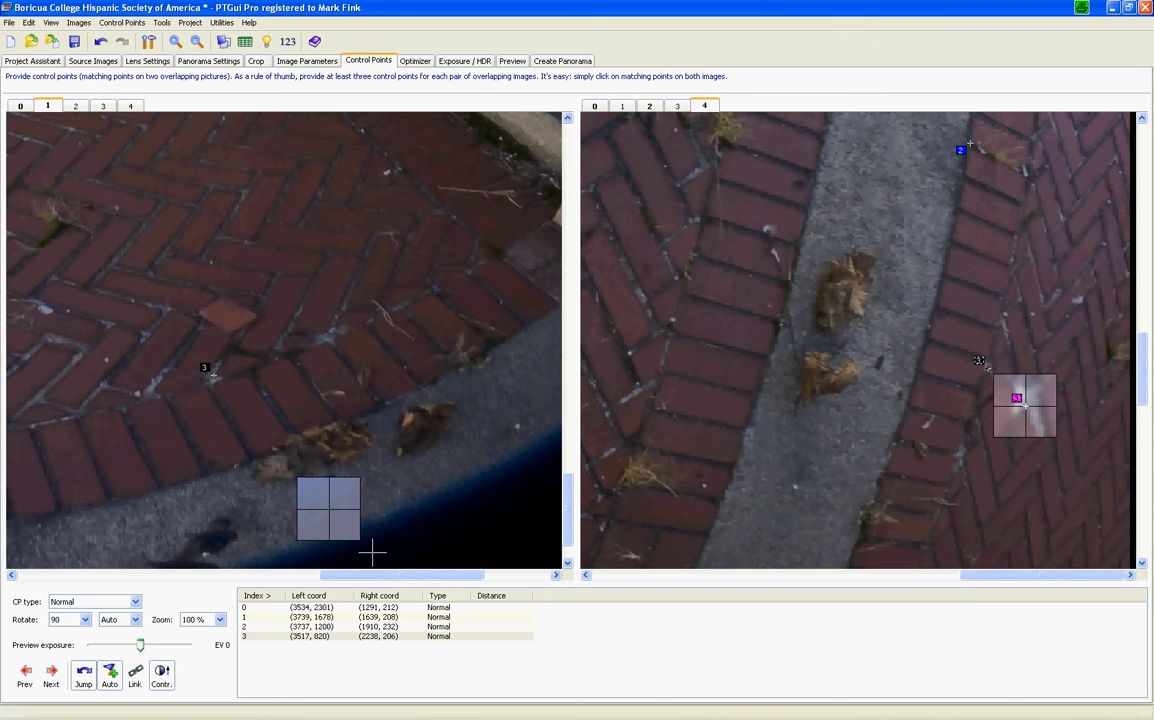 Boricua College Hispanic Society of America * - PTGui Pro registered to Mark Fink
File Edit View Images Control Points Tools Projects Utilities Help
123
Project Assistant Source Images Lens Settings Panorama Settings Crop Image Parameters Control Points Optimizer Exposure / HDR Preview Create Panorama
Provide control points (matching points on two overlapping pictures). As a rule of thumb, provide at least three control points for each pair of overlapping images. It's easy: simply click on matching points on both images.
0 1 2 3 4
0 1 2 3 4
2
3
3
CP type: Normal
Rotate: 90 Auto Zoom: 100 %
Preview exposure: EV 0
Prev Next Jump Auto Link Contr.
Index > Left coord Right coord Type Distance
0 (3534, 2301) (1291, 212) Normal
1 (3739, 1678) (1639, 208) Normal
2 (3737, 1200) (1910, 232) Normal
3 (3517, 820) (2238, 206) Normal